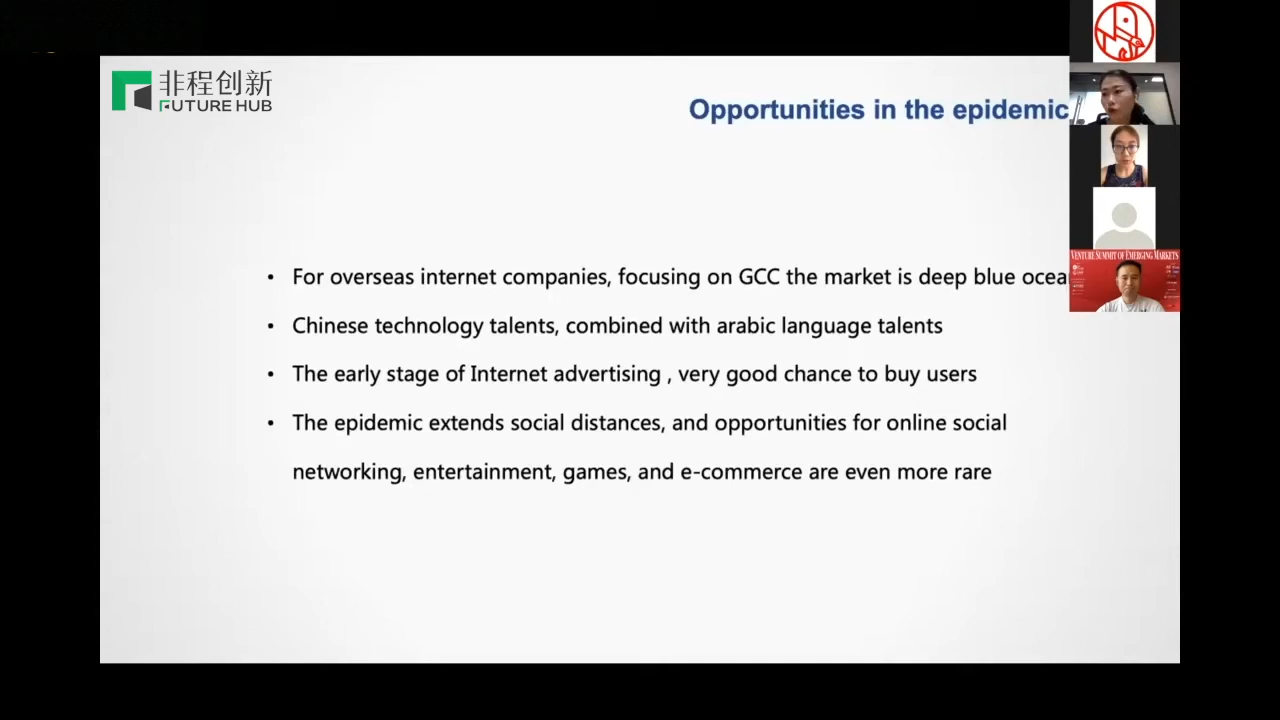 非程创新
FUTURE HUB
Opportunities in the epidemic
VENTURE SUMMIT OF EMERGING MARKETS
• For overseas internet companies, focusing on GCC the market is deep blue ocea
• Chinese technology talents, combined with arabic language talents
• The early stage of Internet advertising , very good chance to buy users
• The epidemic extends social distances, and opportunities for online social
networking, entertainment, games, and e-commerce are even more rare